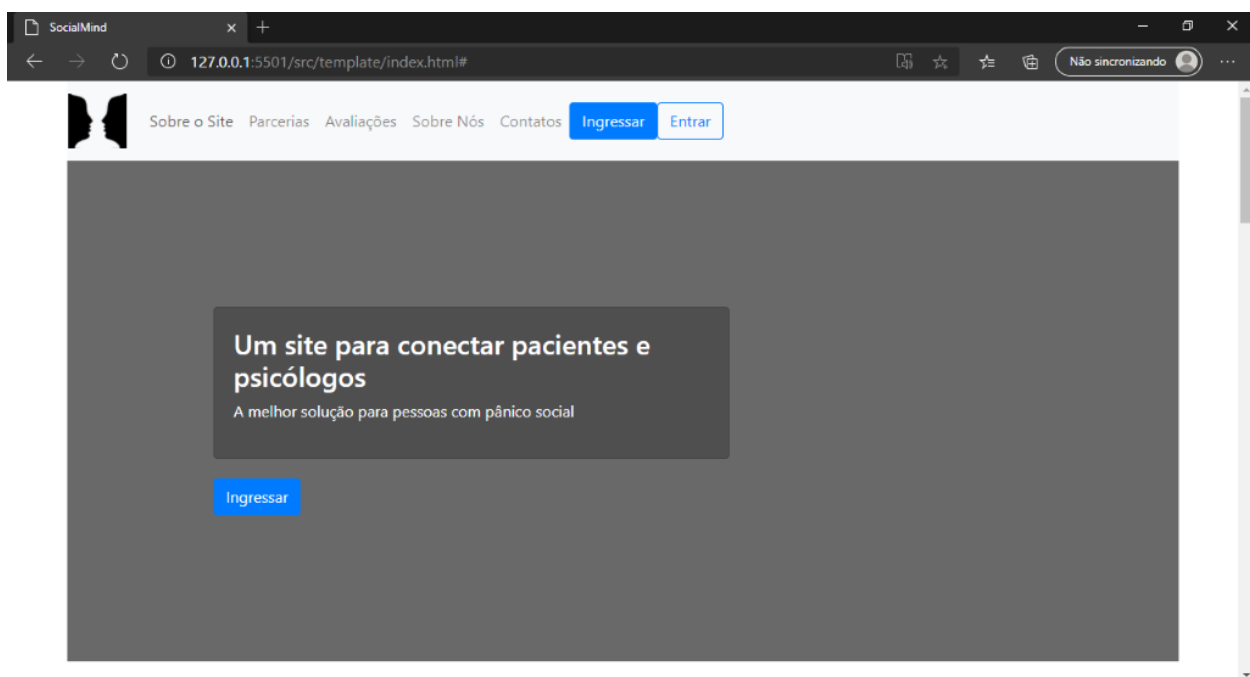 SocialMind
127.0.0.1:5501/src/template/index.html#
Não sincronizando
Sobre o Site Parcerias Avaliações Sobre Nós Contatos Ingressar Entrar
Um site para conectar pacientes e
psicólogos
A melhor solução para pessoas com pânico social
Ingressar